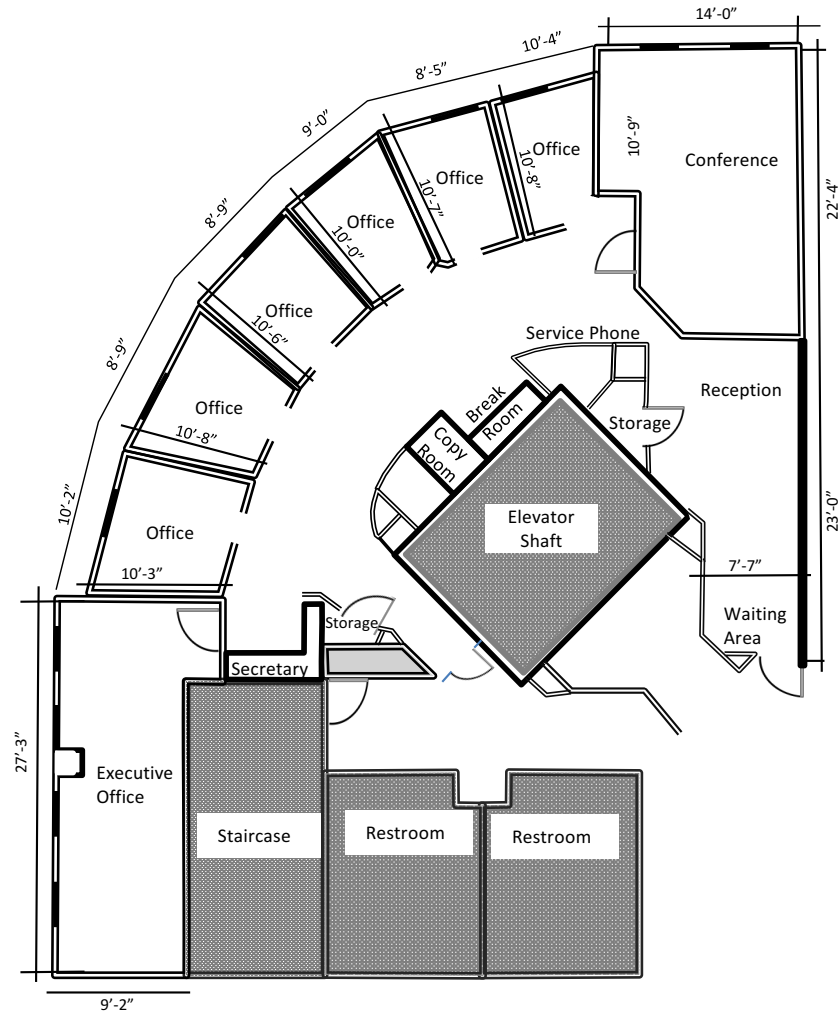 14’-0”
10’-4”
8’-5”
9’-0”
8’-9”
8’-9”
10’-2”
10’-9”
Conference
22’-4”
Office
10’-8”
Office
10’-7”
Office
10’-0”
Office
10’-6”
Office
10’-8”
Office
10’-3”
Service Phone
Reception
Break
Room
Copy
Room
Storage
Elevator
Shaft
23’-0”
7’-7”
Waiting
Area
Storage
Secretary
27’-3”
Executive
Office
Staircase
Restroom
Restroom
9’-2”